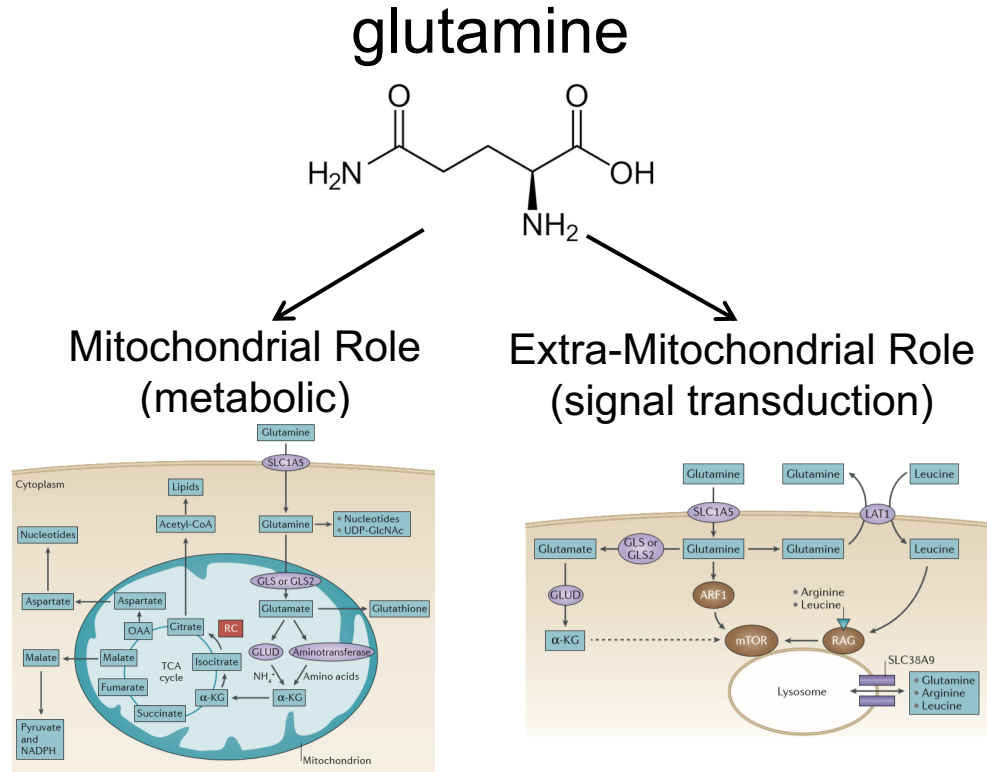 glutamine
O
O
H₂N
OH
NH₂
Mitochondrial Role
(metabolic)
Extra-Mitochondrial Role
(signal transduction)
Glutamine
SLC1A5
Cytoplasm
Lipids
Acetyl-CoA
Glutamine
• Nucleotides
• UDP-GlcNAc
Nucleotides
GLS or GLS2
Aspartate
Aspartate
Glutamate
Glutathione
OAA
Citrate
RC
Malate
Malate
TCA
cycle
Isocitrate
GLUD
Aminotransferase
Fumarate
NH₄⁺
Amino acids
Succinate
α-KG
α-KG
Pyruvate
and
NADPH
Mitochondrion
Glutamine
Glutamine
Leucine
SLC1A5
LAT1
Glutamate
GLS or
GLS2
Glutamine
Glutamine
Leucine
GLUD
ARF1
• Arginine
• Leucine
α-KG
mTOR
RAG
SLC38A9
Lysosome
• Glutamine
• Arginine
• Leucine